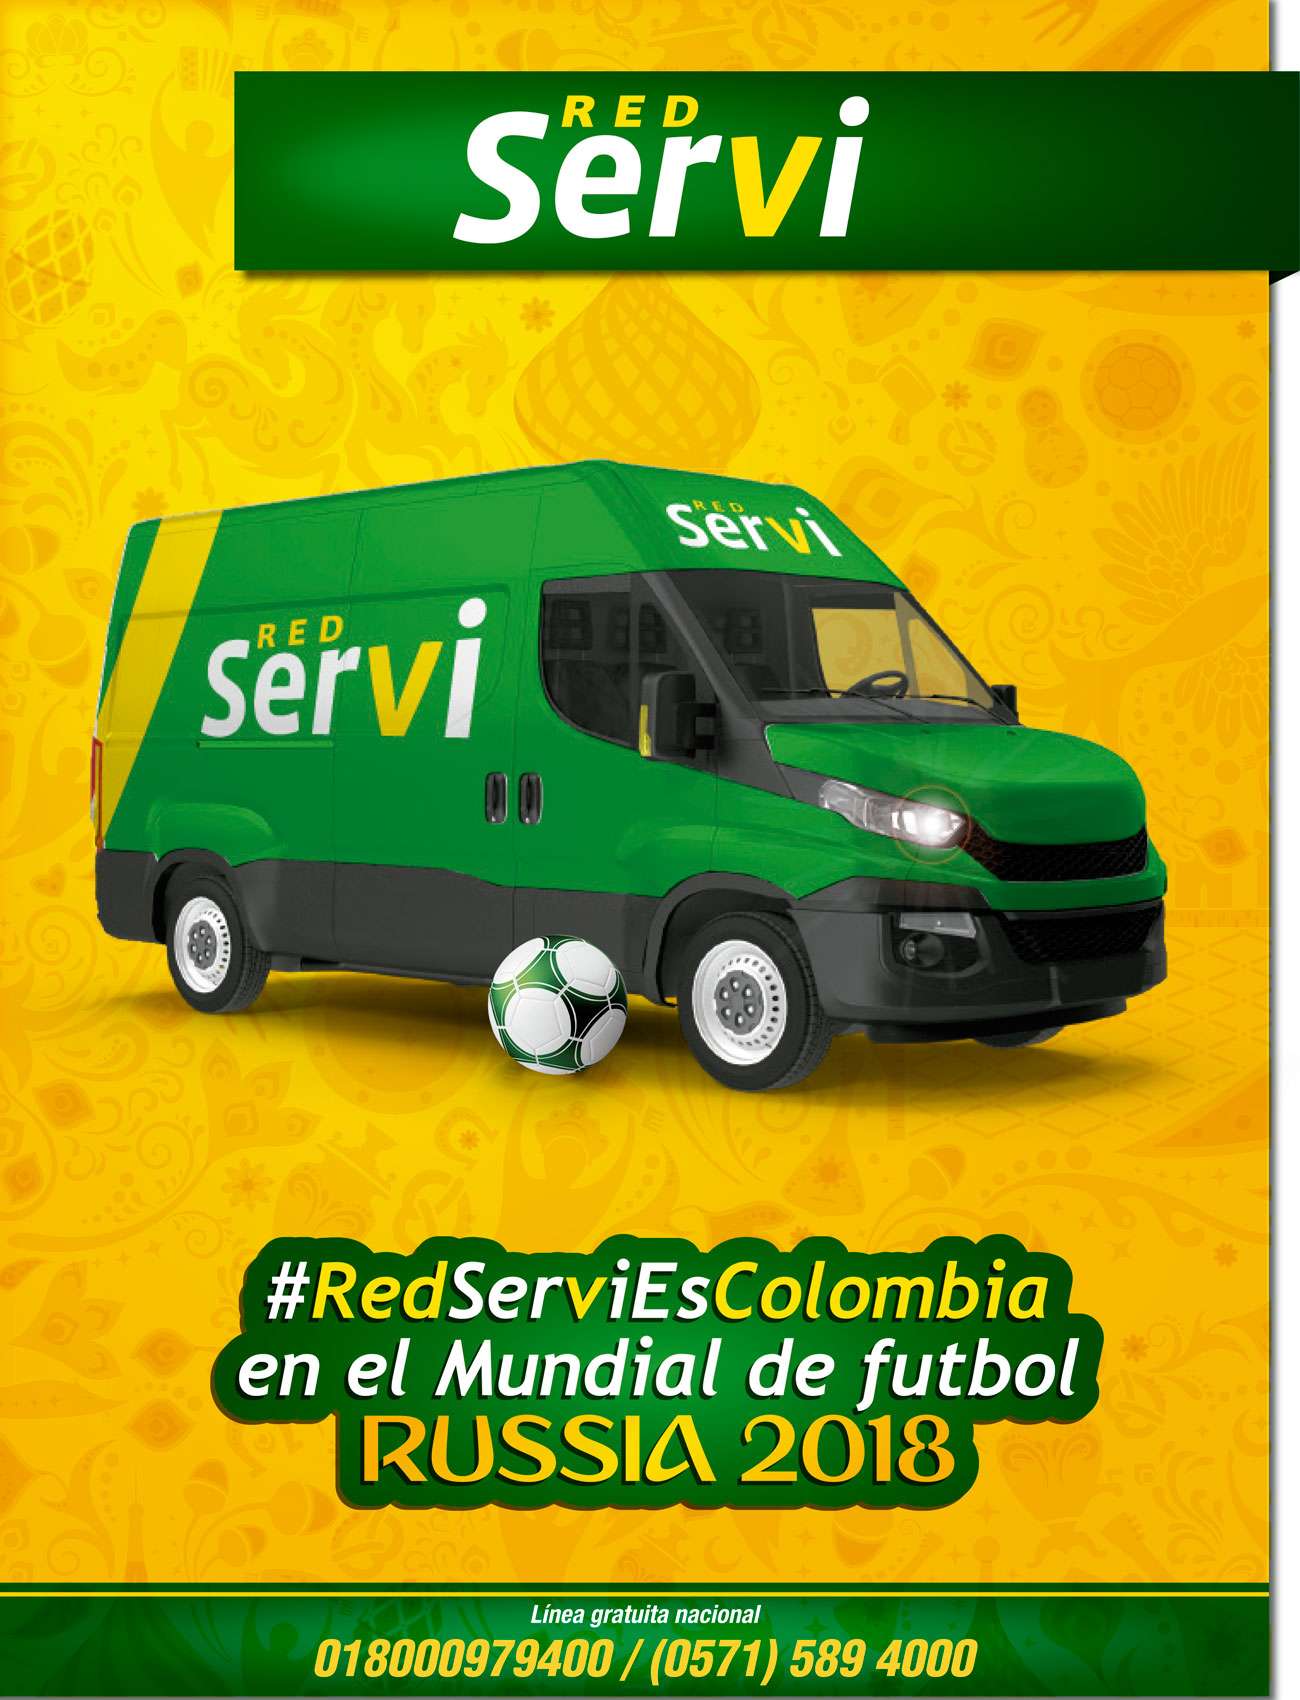 RED
Servi
RED
Servi
RED
Servi
#RedServiEsColombia
en el Mundial de futbol
RUSSIA 2018
Línea gratuita nacional
018000979400 / (0571) 589 4000